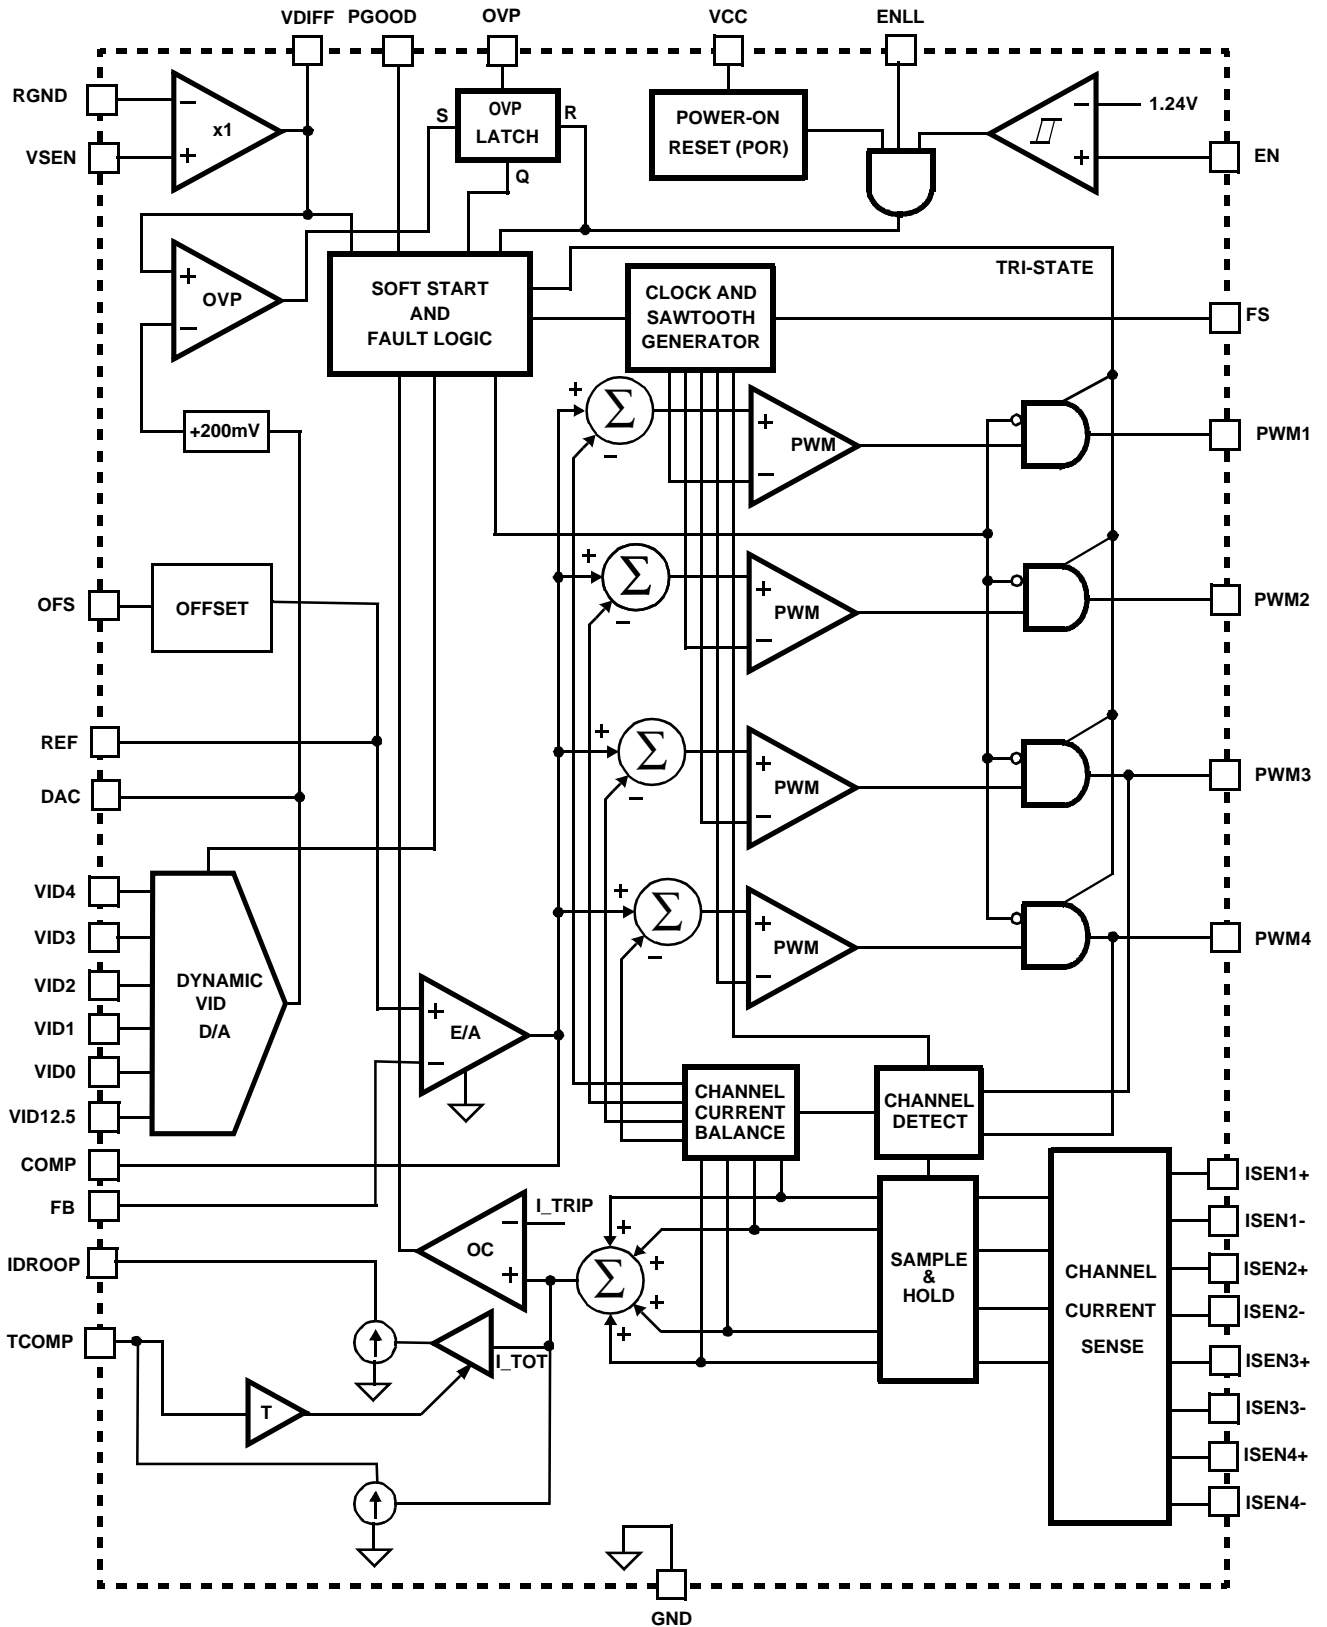 VDIFF PGOOD OVP VCC ENLL
RGND
x1
VSEN
S
OVP
LATCH
R
Q
POWER-ON
RESET (POR)
1.24V
EN
OVP
SOFT START
AND
FAULT LOGIC
CLOCK AND
SAWTOOTH
GENERATOR
TRI-STATE
FS
+200mV
PWM
PWM1
OFS
OFFSET
PWM
PWM2
REF
DAC
PWM
PWM3
VID4
VID3
VID2
VID1
VID0
VID12.5
DYNAMIC
VID
D/A
PWM
PWM4
E/A
CHANNEL
CURRENT
BALANCE
CHANNEL
DETECT
COMP
FB
IDROOP
TCOMP
OC
I_TRIP
I_TOT
T
SAMPLE
&
HOLD
CHANNEL
CURRENT
SENSE
ISEN1+
ISEN1-
ISEN2+
ISEN2-
ISEN3+
ISEN3-
ISEN4+
ISEN4-
GND